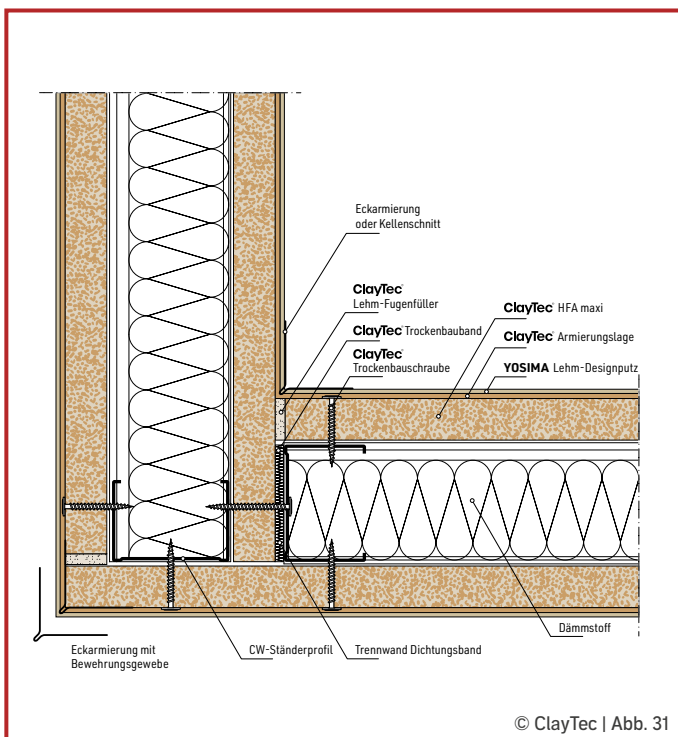 Eckarmierung
oder Kellenschnitt
ClayTec
Lehm-Fugenfüller
ClayTec Trockenbauband
ClayTec
Trockenbauschraube
ClayTec HFA maxi
ClayTec Armierungslage
YOSIMA Lehm-Designputz
Dämmstoff
Eckarmierung mit
Bewehrungsgewebe
CW-Ständerprofil
Trennwand Dichtungsband
© ClayTec | Abb. 31